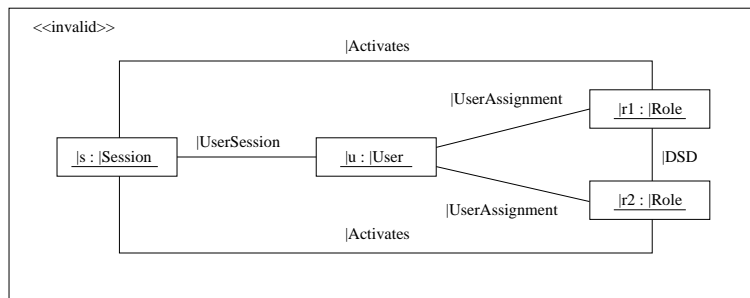 <<invalid>>
|Activates
|UserAssignment
|r1 : |Role
|UserSession
|s : |Session
|u : |User
|DSD
|r2 : |Role
|UserAssignment
|Activates